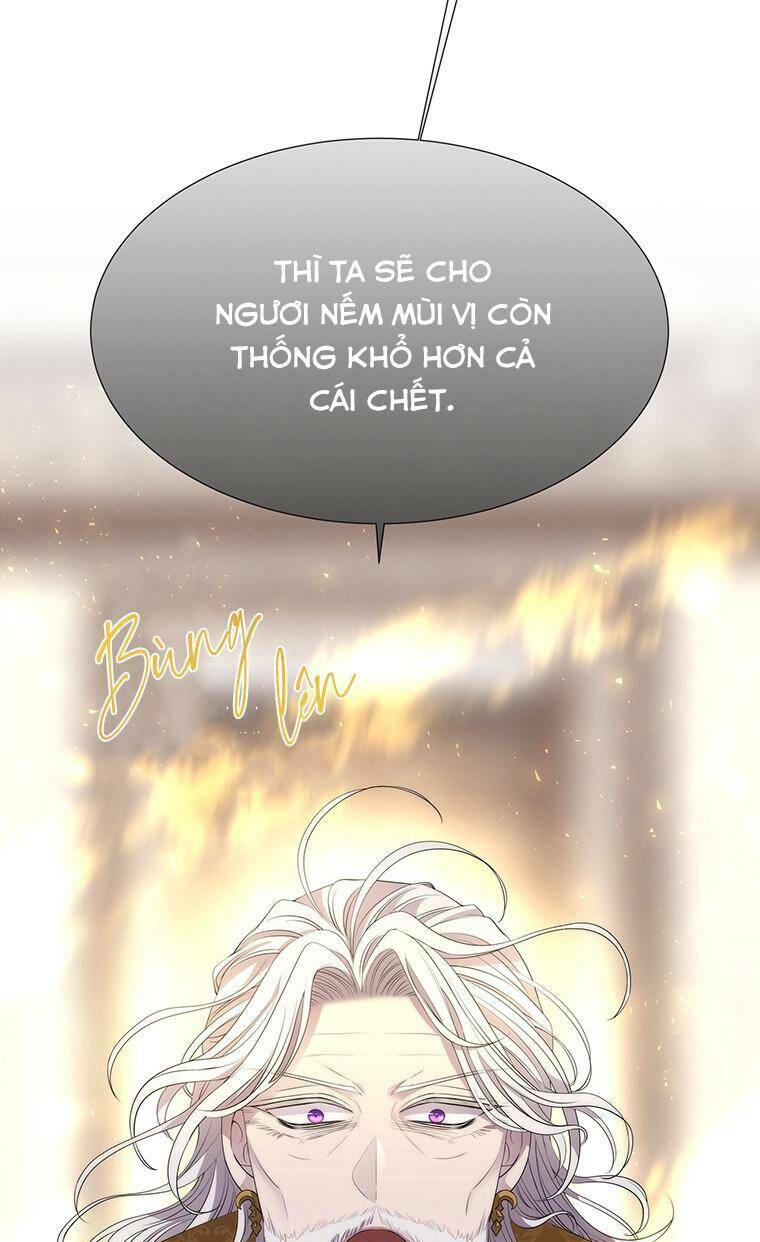 THÌ TA SẼ CHO
NGƯƠI NẾM MÙI VỊ CÒN
THỐNG KHỔ HƠN CẢ
CÁI CHẾT.
Bùng
lên